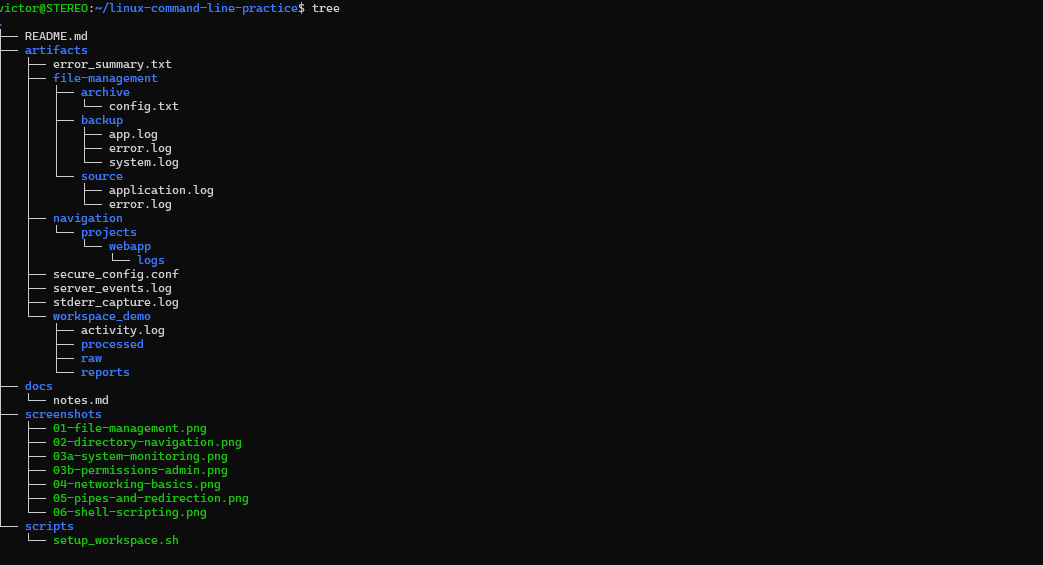 victor@STEREO:~/linux-command-line-practice$ tree
.
├── README.md
├── artifacts
│   ├── error_summary.txt
│   ├── file-management
│   │   ├── archive
│   │   │   └── config.txt
│   │   ├── backup
│   │   │   ├── app.log
│   │   │   ├── error.log
│   │   │   └── system.log
│   │   └── source
│   │       ├── application.log
│   │       └── error.log
│   ├── navigation
│   │   └── projects
│   │       └── webapp
│   │           └── logs
│   ├── secure_config.conf
│   ├── server_events.log
│   ├── stderr_capture.log
│   └── workspace_demo
│       ├── activity.log
│       ├── processed
│       ├── raw
│       └── reports
├── docs
│   └── notes.md
├── screenshots
│   ├── 01-file-management.png
│   ├── 02-directory-navigation.png
│   ├── 03a-system-monitoring.png
│   ├── 03b-permissions-admin.png
│   ├── 04-networking-basics.png
│   ├── 05-pipes-and-redirection.png
│   └── 06-shell-scripting.png
└── scripts
    └── setup_workspace.sh